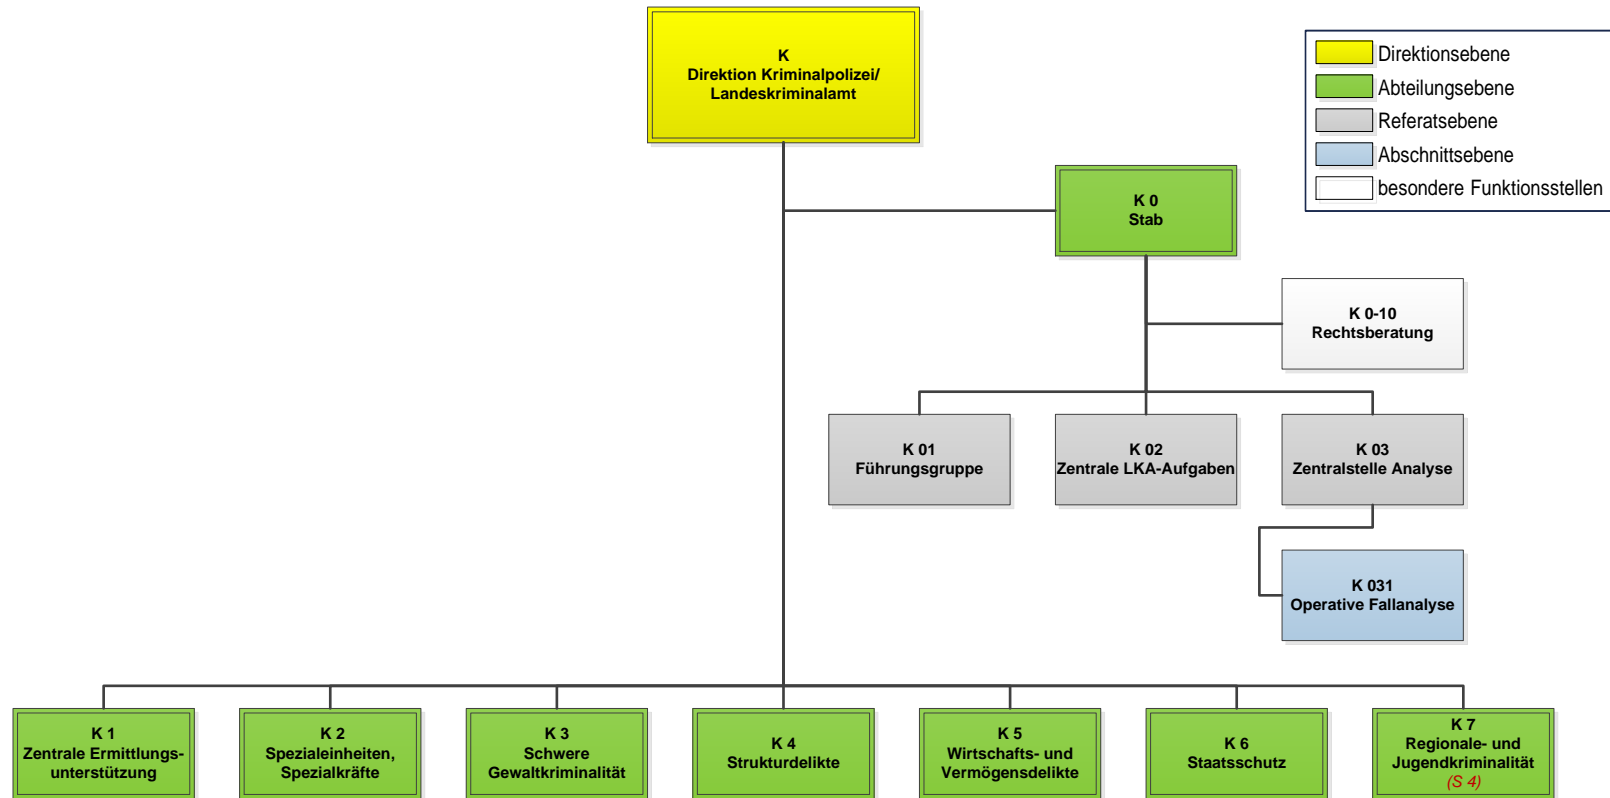 K
Direktion Kriminalpolizei/
Landeskriminalamt
Direktionsebene
Abteilungsebene
Referatsebene
Abschnittsebene
besondere Funktionsstellen
K 0
Stab
K 0-10
Rechtsberatung
K 01
Führungsgruppe
K 02
Zentrale LKA-Aufgaben
K 03
Zentralstelle Analyse
K 031
Operative Fallanalyse
K 1
Zentrale Ermittlungs-
unterstützung
K 2
Spezialeinheiten,
Spezialkräfte
K 3
Schwere
Gewaltkriminalität
K 4
Strukturdelikte
K 5
Wirtschafts- und
Vermögensdelikte
K 6
Staatsschutz
K 7
Regionale- und
Jugendkriminalität
(S 4)